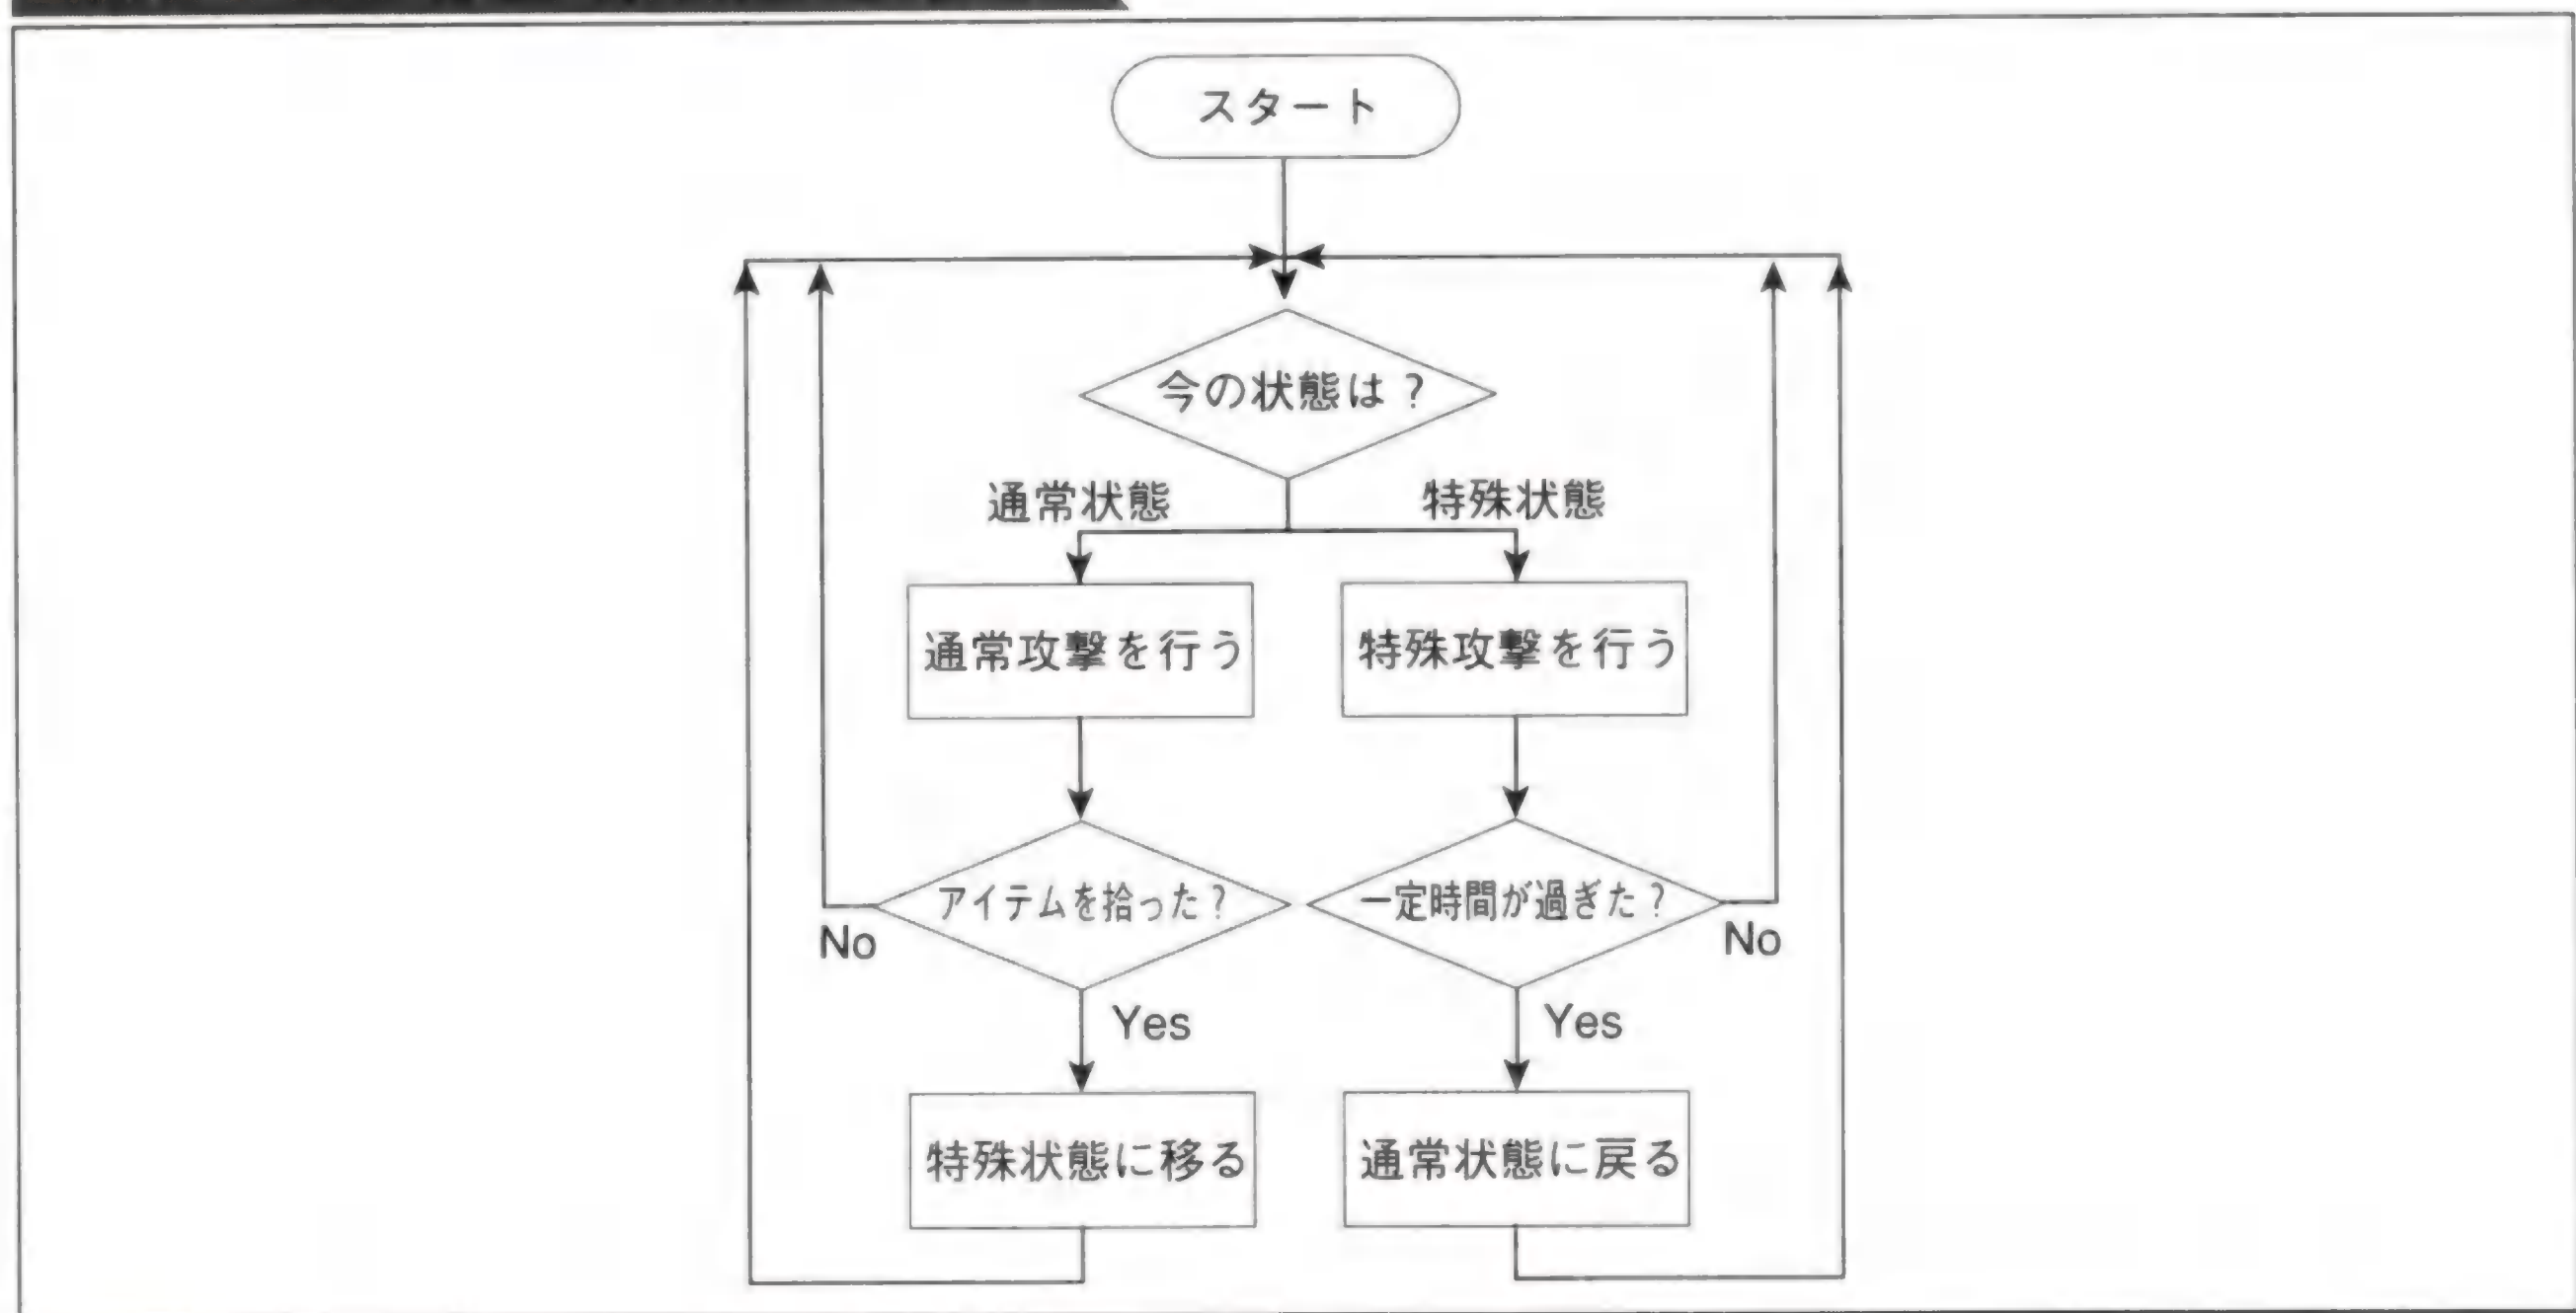 スタート
今の状態は？
通常状態
特殊状態
通常攻撃を行う
特殊攻撃を行う
アイテムを拾った？
一定時間が過ぎた？
No
No
Yes
Yes
特殊状態に移る
通常状態に戻る